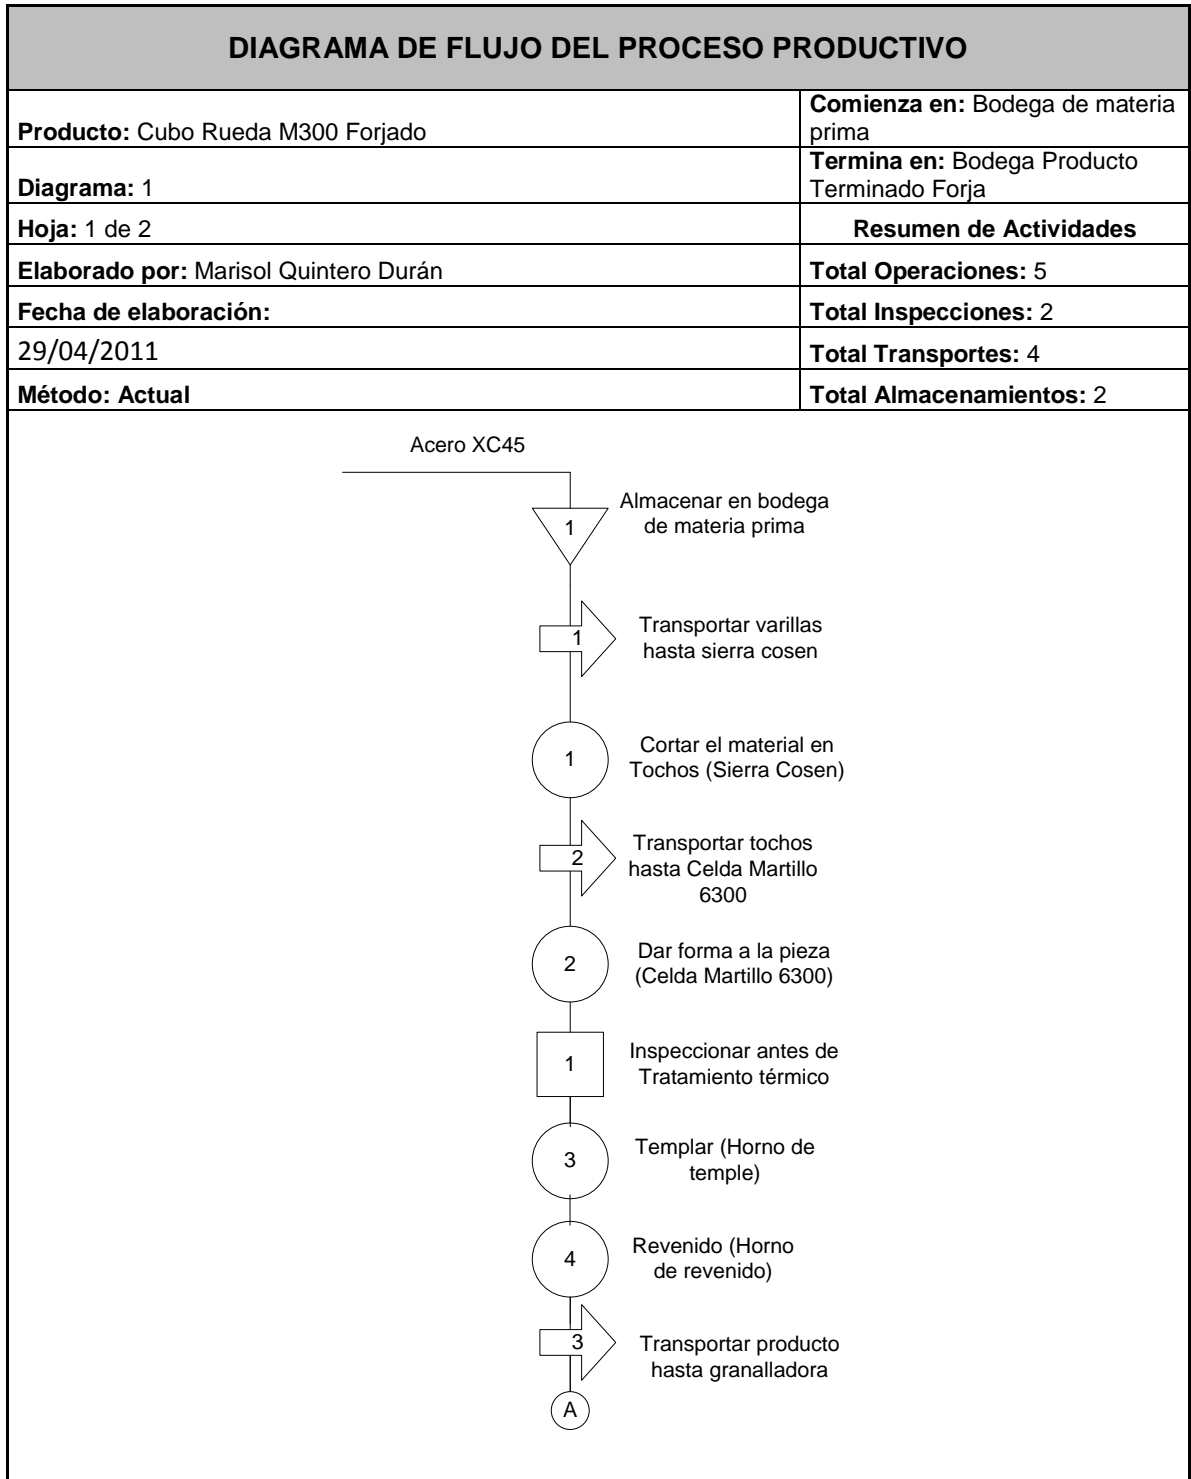 DIAGRAMA DE FLUJO DEL PROCESO PRODUCTIVO
Producto: Cubo Rueda M300 Forjado
Comienza en: Bodega de materia
prima
Diagrama: 1
Termina en: Bodega Producto
Terminado Forja
Hoja: 1 de 2
Resumen de Actividades
Elaborado por: Marisol Quintero Durán
Total Operaciones: 5
Fecha de elaboración:
Total Inspecciones: 2
29/04/2011
Total Transportes: 4
Método: Actual
Total Almacenamientos: 2
Acero XC45
1
Almacenar en bodega
de materia prima
1
Transportar varillas
hasta sierra cosen
1
Cortar el material en
Tochos (Sierra Cosen)
2
Transportar tochos
hasta Celda Martillo
6300
2
Dar forma a la pieza
(Celda Martillo 6300)
1
Inspeccionar antes de
Tratamiento térmico
3
Templar (Horno de
temple)
4
Revenido (Horno
de revenido)
3
Transportar producto
hasta granalladora
A